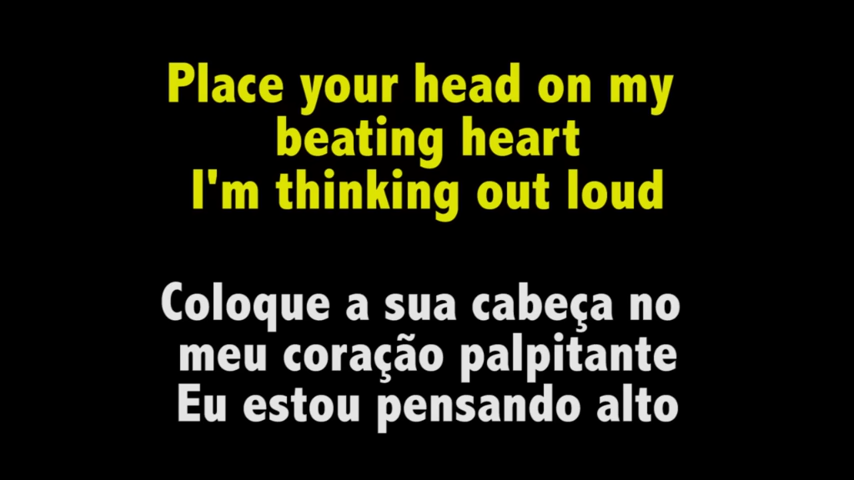 Place your head on my
beating heart
I'm thinking out loud
Coloque a sua cabeça no
meu coração palpitante
Eu estou pensando alto